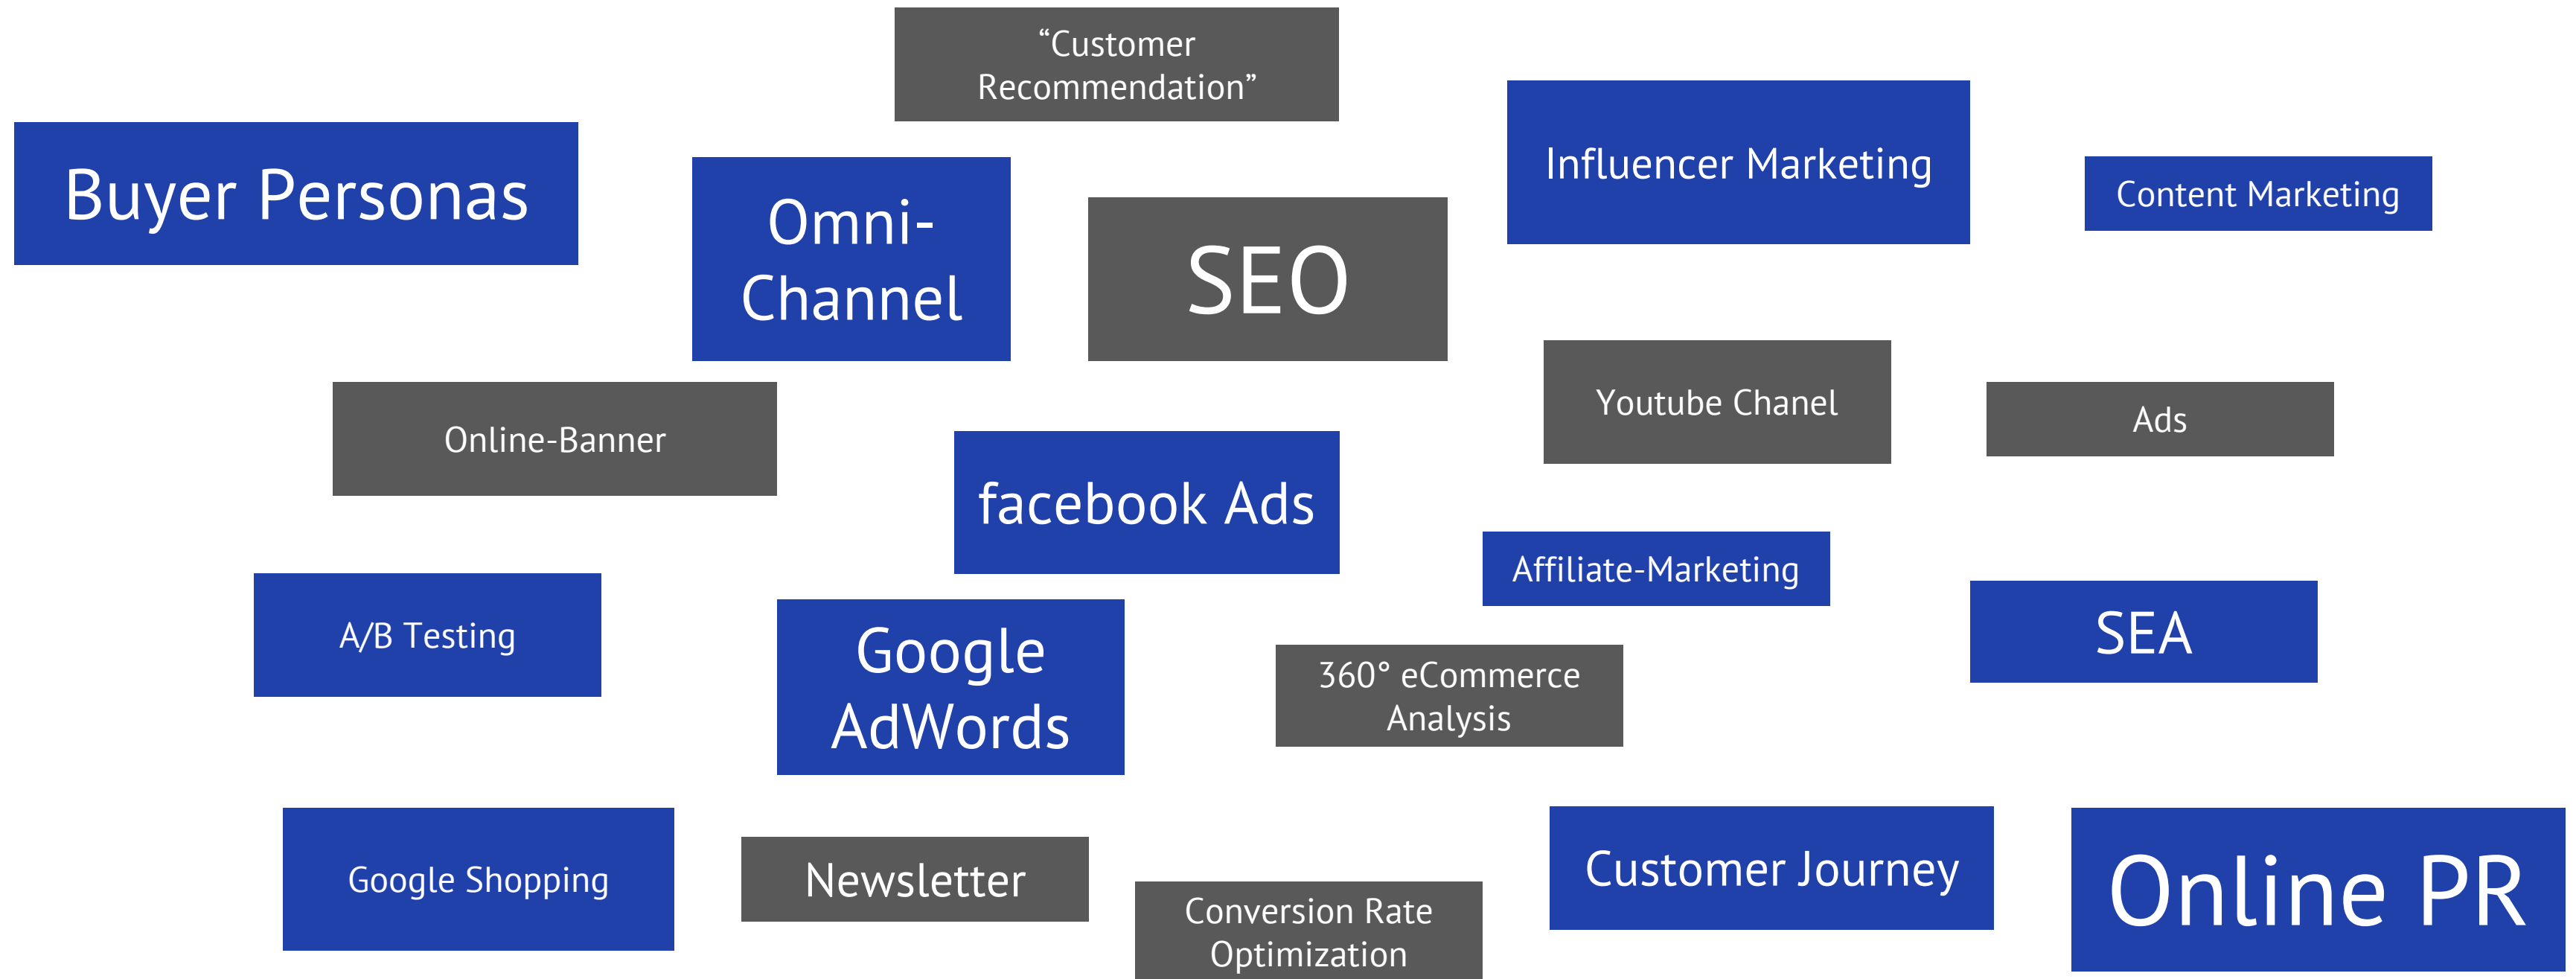 “Customer
Recommendation”
Buyer Personas
Omni-
Channel
SEO
Influencer Marketing
Content Marketing
Online-Banner
facebook Ads
Youtube Chanel
Ads
A/B Testing
Google
AdWords
Affiliate-Marketing
360° eCommerce
Analysis
SEA
Google Shopping
Newsletter
Conversion Rate
Optimization
Customer Journey
Online PR